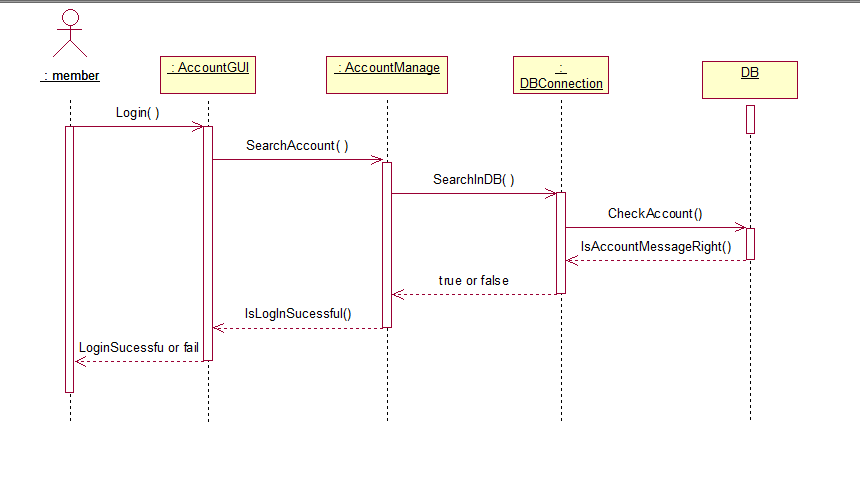 : member
: AccountGUI
: AccountManage
:
DBConnection
DB
Login( )
SearchAccount( )
SearchInDB( )
CheckAccount()
IsAccountMessageRight()
true or false
IsLogInSucessful()
LoginSucessfu or fail